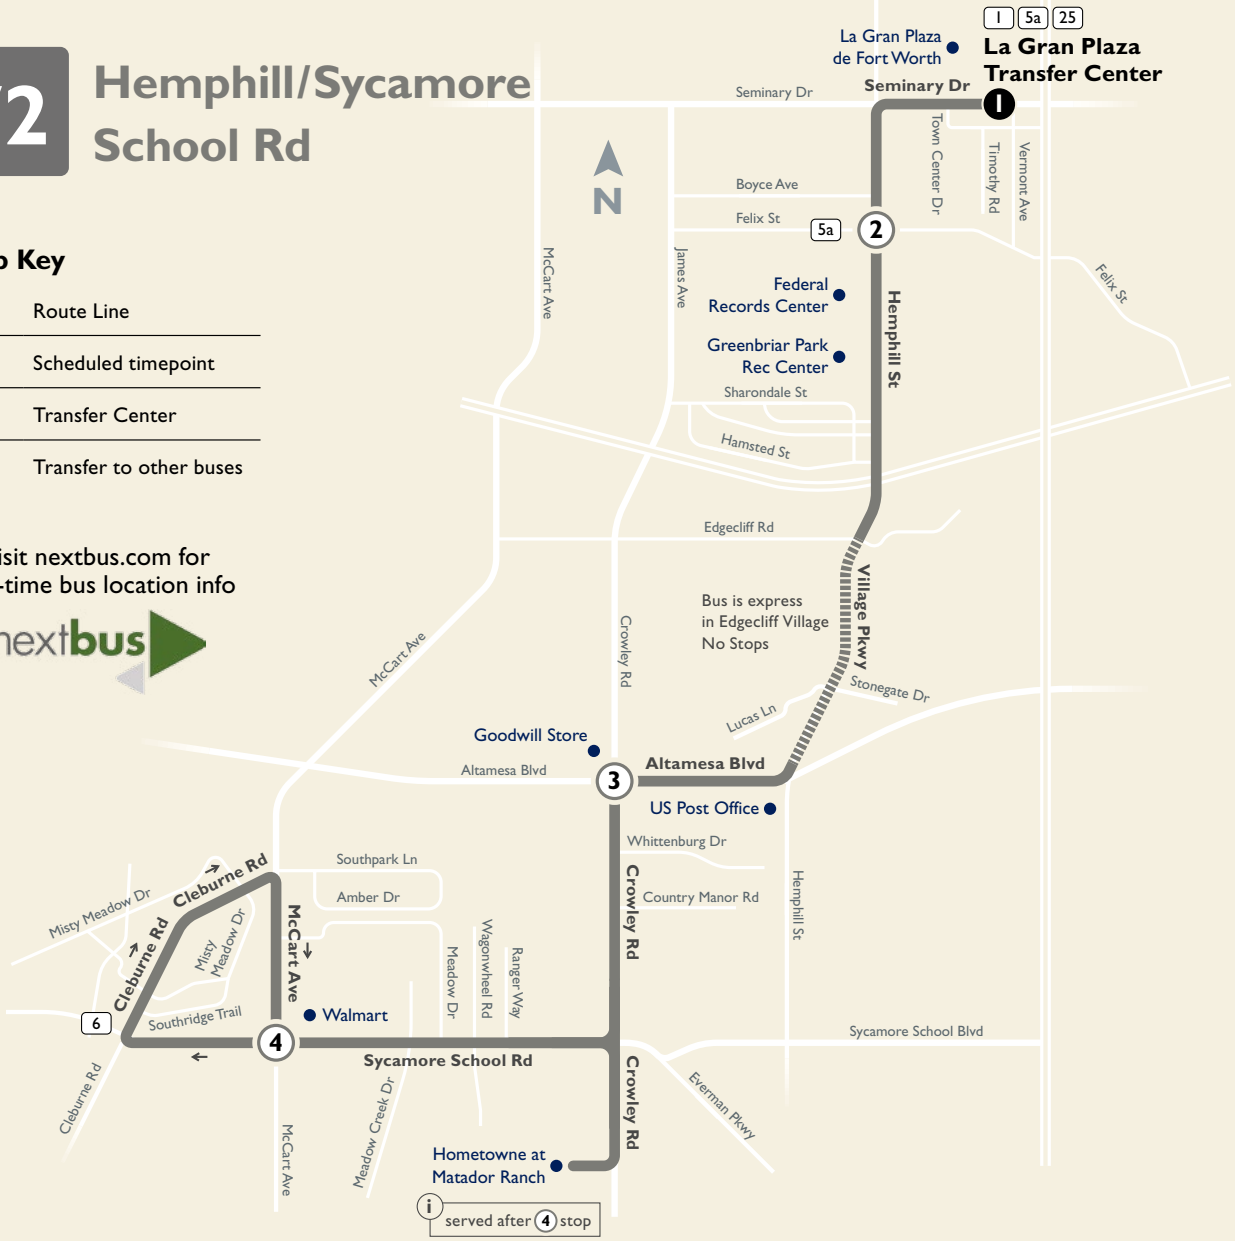 1 5a 25
La Gran Plaza
Transfer Center
La Gran Plaza
de Fort Worth
Seminary Dr
Seminary Dr
1
72
Hemphill/Sycamore
School Rd
N
Town Center Dr
Timothy Rd
Vermont Ave
Boyce Ave
Felix St
5a
2
Felix St
McCart Ave
James Ave
Key
Route Line
Scheduled timepoint
Transfer Center
Transfer to other buses
Federal
Records Center
Hemphill St
Greenbriar Park
Rec Center
Sharondale St
Hamsted St
Edgecliff Rd
isit nextbus.com for
-time bus location info
nextbus
Village Pkwy
Bus is express
in Edgecliff Village
No Stops
McCart Ave
Crowley Rd
Stonegate Dr
Lucas Ln
Goodwill Store
Altamesa Blvd
3
Altamesa Blvd
US Post Office
Whittenburg Dr
Southpark Ln
Amber Dr
Country Manor Rd
Cleburne Rd
Misty Meadow Dr
Cleburne Rd
Misty
Meadow Dr
McCart Ave
Meadow Dr
Wagonwheel Rd
Ranger Way
Crowley Rd
Hemphill St
6
Southridge Trail
Walmart
4
Sycamore School Rd
Sycamore School Blvd
Cleburne Rd
McCart Ave
Meadow Creek Dr
Crowley Rd
Everman Pkwy
Hometowne at
Matador Ranch
i
served after 4 stop